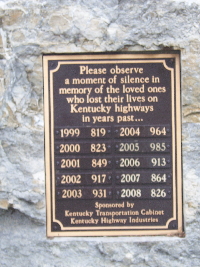 Please observe
a moment of silence in
memory of the loved ones
who lost their lives on
Kentucky highways
in years past...
1999 819 2004 964
2000 823 2005 985
2001 849 2006 913
2002 917 2007 864
2003 931 2008 826
Sponsored by
Kentucky Transportation Cabinet
Kentucky Highway Industries